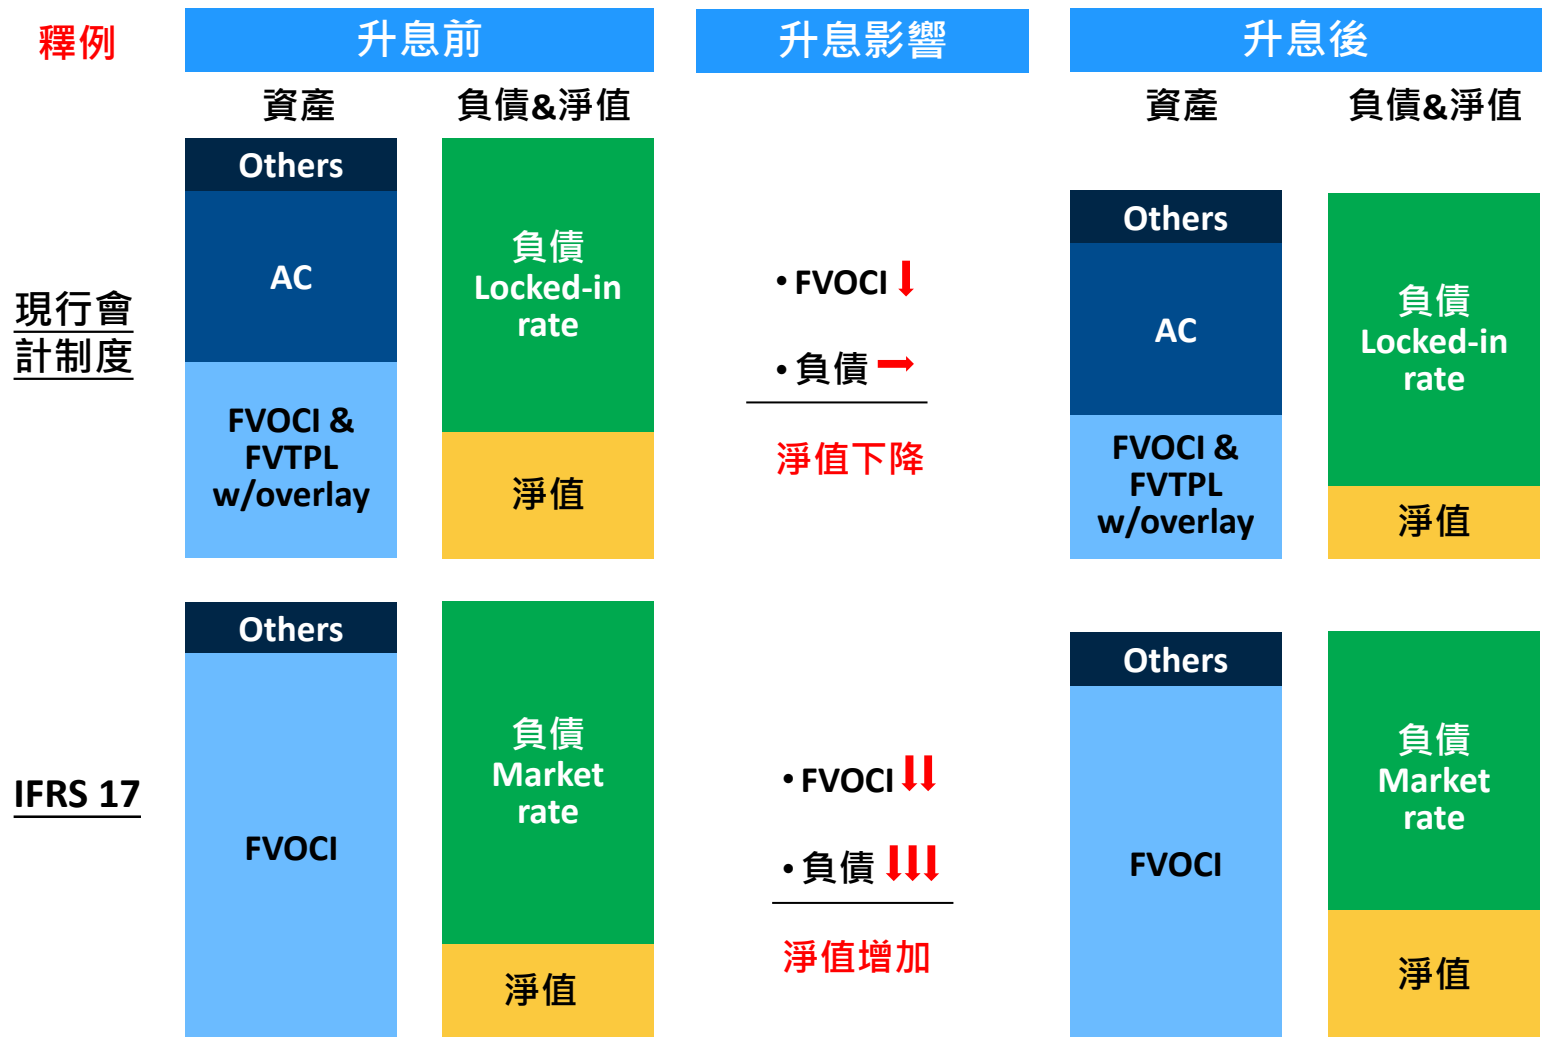 釋例
升息前
升息影響
升息後
資產
負債&淨值
資產
負債&淨值
現行會
計制度
Others
AC
FVOCI &
FVTPL
w/overlay
負債
Locked-in
rate
淨值
• FVOCI
• 負債
淨值下降
Others
AC
FVOCI &
FVTPL
w/overlay
負債
Locked-in
rate
淨值
IFRS 17
Others
FVOCI
負債
Market
rate
淨值
• FVOCI
• 負債
淨值增加
Others
FVOCI
負債
Market
rate
淨值